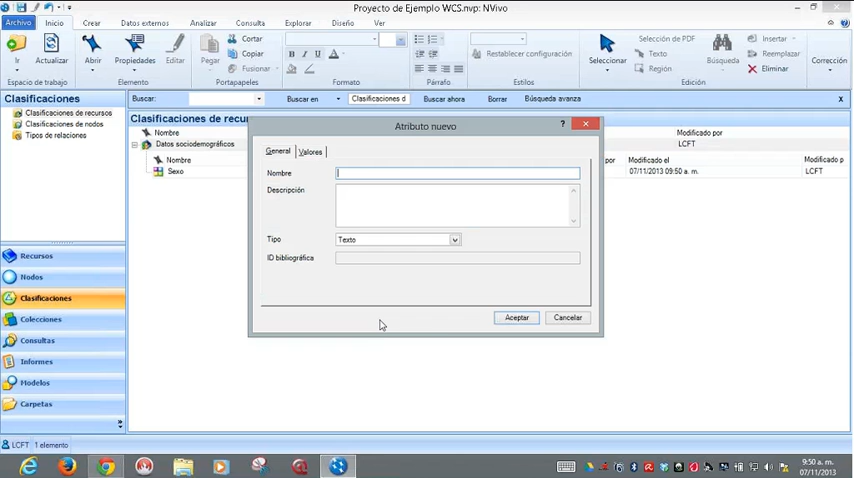 Proyecto de Ejemplo WCS.nvp: NVivo
Archivo Inicio Crear Datos externos Analizar Consulta Explorar Diseño Ver
Ir
Actualizar
Abrir
Propiedades
Editar
Pegar
Cortar
Copiar
Fusionar
N K S
Restablecer configuración
Seleccionar
Selección de PDF
Texto
Región
Búsqueda
Insertar
Reemplazar
Eliminar
Corrección
Espacio de trabajo Elemento Portapapeles Formato Párrafo Estilos Edición
Clasificaciones
Buscar: Buscar en Clasificaciones d Buscar ahora Borrar Búsqueda avanzada X
Clasificaciones de recursos
Clasificaciones de nodos
Tipos de relaciones
Clasificaciones de recur
Nombre Modificado por
Datos sociodemográficos LCFT
Nombre por Modificado el Modificado p
Sexo 07/11/2013 09:50 a. m. LCFT
Atributo nuevo ?
General Valores
Nombre
Descripción
Tipo Texto
ID bibliográfica
Aceptar Cancelar
Recursos
Nodos
Clasificaciones
Colecciones
Consultas
Informes
Modelos
Carpetas
LCFT 1 elemento
9:50 a. m.
07/11/2013